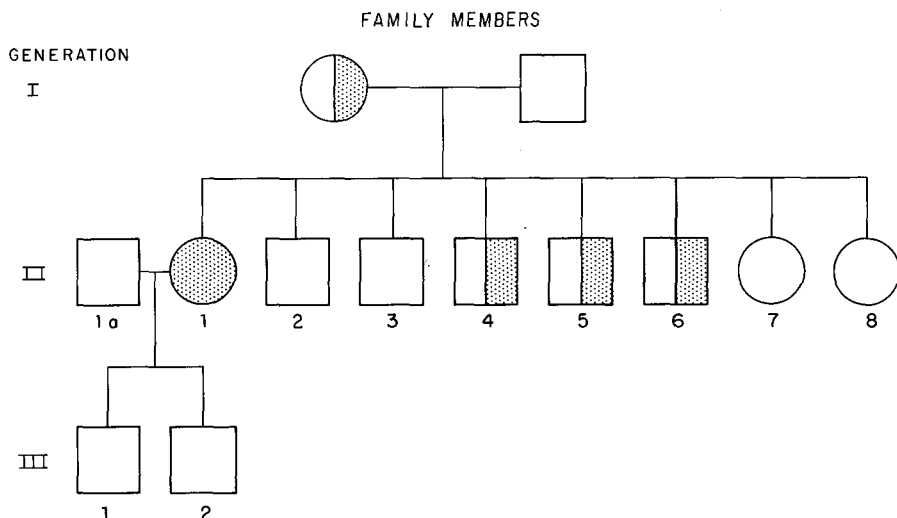 FAMILY MEMBERS
GENERATION
I
II
1a 1 2 3 4 5 6 7 8
III
1 2